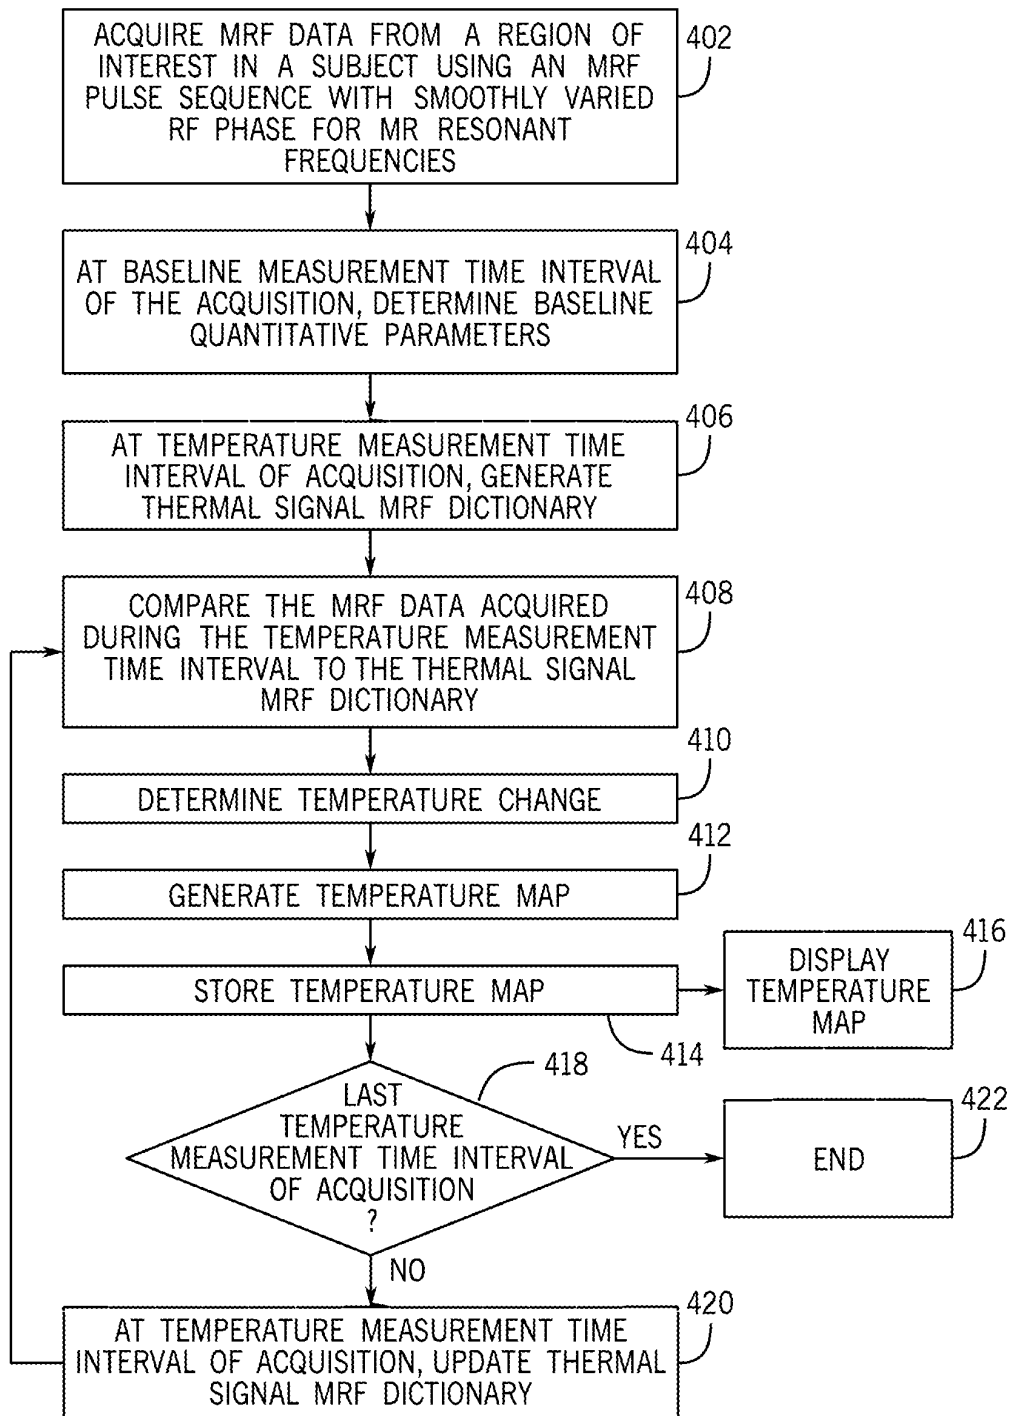 ACQUIRE MRF DATA FROM A REGION OF
INTEREST IN A SUBJECT USING AN MRF
PULSE SEQUENCE WITH SMOOTHLY VARIED
RF PHASE FOR MR RESONANT
FREQUENCIES
402
AT BASELINE MEASUREMENT TIME INTERVAL
OF THE ACQUISITION, DETERMINE BASELINE
QUANTITATIVE PARAMETERS
404
AT TEMPERATURE MEASUREMENT TIME
INTERVAL OF ACQUISITION, GENERATE
THERMAL SIGNAL MRF DICTIONARY
406
COMPARE THE MRF DATA ACQUIRED
DURING THE TEMPERATURE MEASUREMENT
TIME INTERVAL TO THE THERMAL SIGNAL
MRF DICTIONARY
408
DETERMINE TEMPERATURE CHANGE
410
GENERATE TEMPERATURE MAP
412
STORE TEMPERATURE MAP
414
DISPLAY
TEMPERATURE
MAP
416
LAST
TEMPERATURE
MEASUREMENT TIME INTERVAL
OF ACQUISITION
?
418
YES
END
422
NO
AT TEMPERATURE MEASUREMENT TIME
INTERVAL OF ACQUISITION, UPDATE THERMAL
SIGNAL MRF DICTIONARY
420